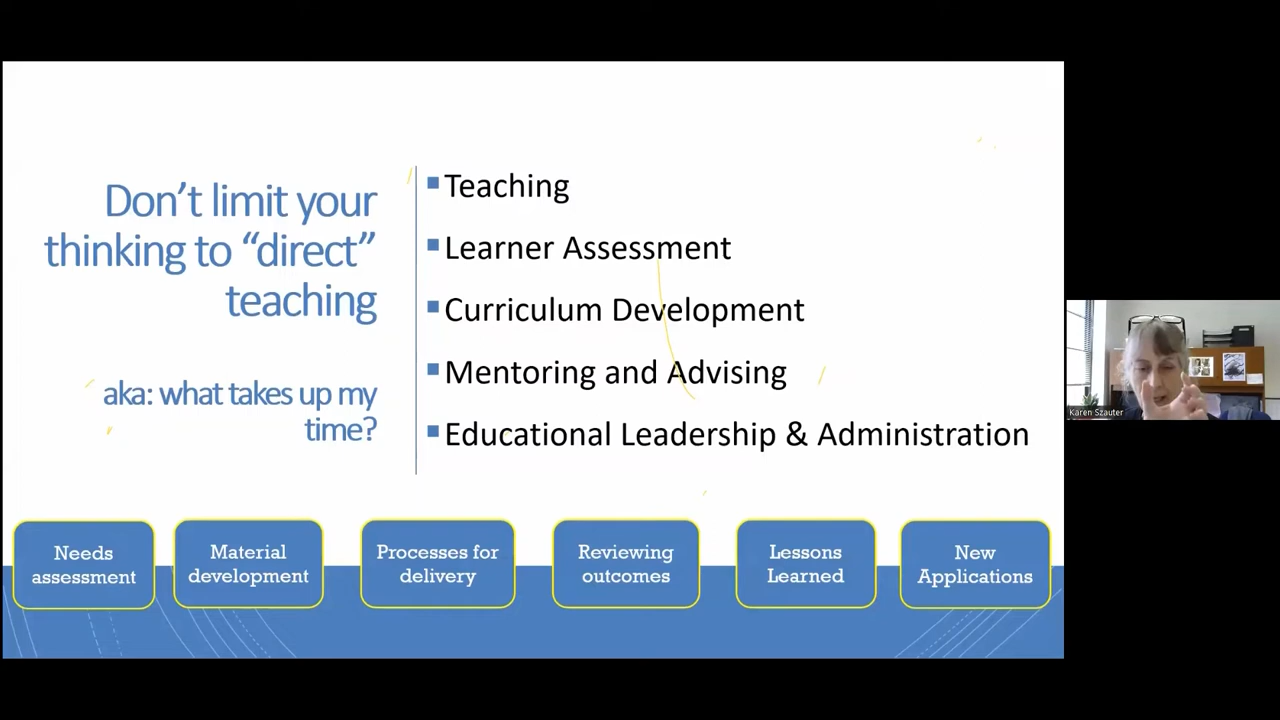 Don't limit your
thinking to “direct”
teaching
aka: what takes up my
time?
Teaching
Learner Assessment
Curriculum Development
Mentoring and Advising
Educational Leadership & Administration
Needs
assessment
Material
development
Processes for
delivery
Reviewing
outcomes
Lessons
Learned
New
Applications
Karen Szauter